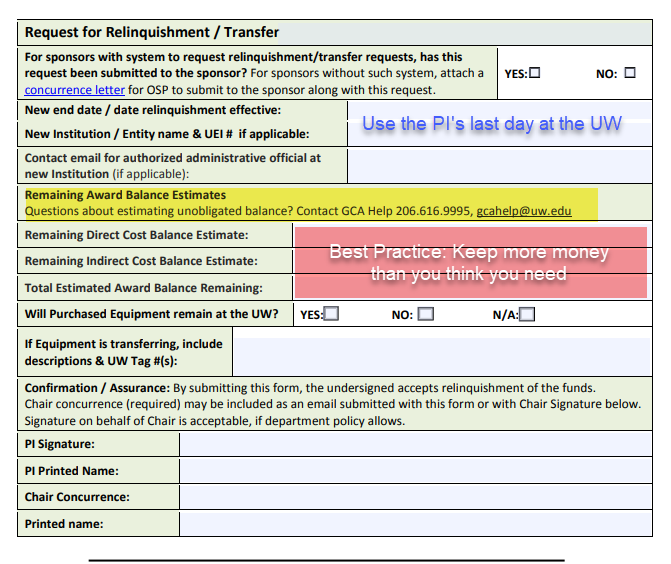 Request for Relinquishment / Transfer
For sponsors with system to request relinquishment/transfer requests, has this
request been submitted to the sponsor? For sponsors without such system, attach a
concurrence letter for OSP to submit to the sponsor along with this request.
YES:
NO:
New end date / date relinquishment effective:
New Institution / Entity name & UEI # if applicable:
Use the PI's last day at the UW
Contact email for authorized administrative official at
new Institution (if applicable):
Remaining Award Balance Estimates
Questions about estimating unobligated balance? Contact GCA Help 206.616.9995, gcahelp@uw.edu
Remaining Direct Cost Balance Estimate:
Remaining Indirect Cost Balance Estimate:
Total Estimated Award Balance Remaining:
Best Practice: Keep more money
than you think you need
Will Purchased Equipment remain at the UW?
YES:
NO:
N/A:
If Equipment is transferring, include
descriptions & UW Tag #(s):
Confirmation / Assurance: By submitting this form, the undersigned accepts relinquishment of the funds.
Chair concurrence (required) may be included as an email submitted with this form or with Chair Signature below.
Signature on behalf of Chair is acceptable, if department policy allows.
PI Signature:
PI Printed Name:
Chair Concurrence:
Printed name: